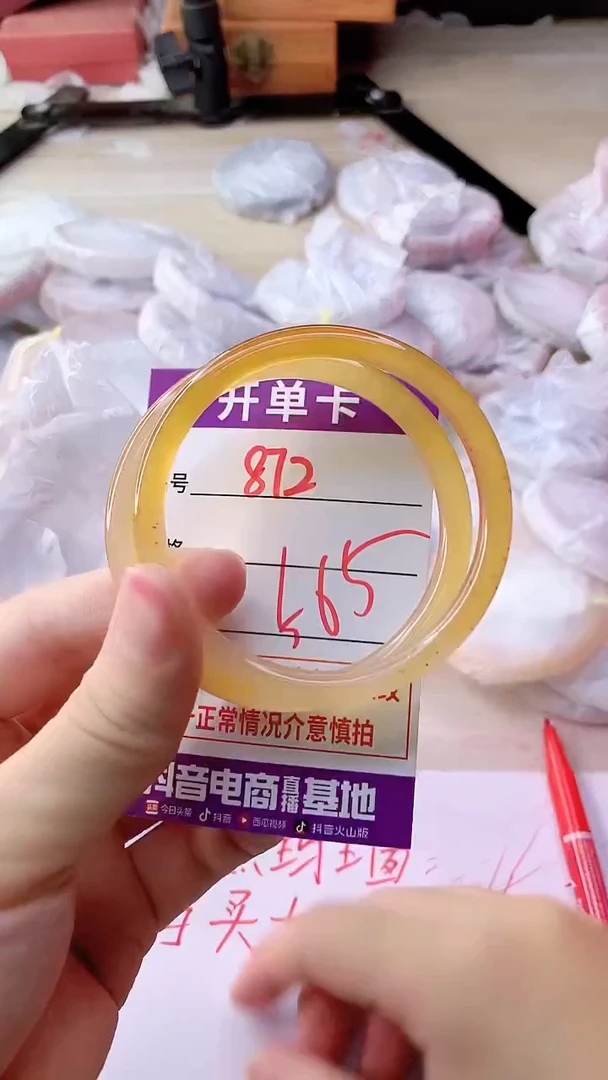 开单卡
号 872
565
正常情况介意慎拍
抖音电商直播基地
今日头条 抖音 西瓜视频 抖音火山版
买